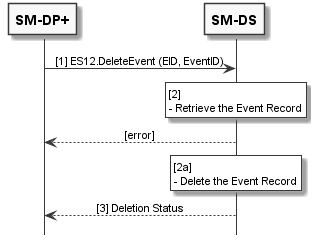 SM-DP+
SM-DS
[1] ES12.DeleteEvent (EID, EventID)
[2]
- Retrieve the Event Record
[error]
[2a]
- Delete the Event Record
[3] Deletion Status